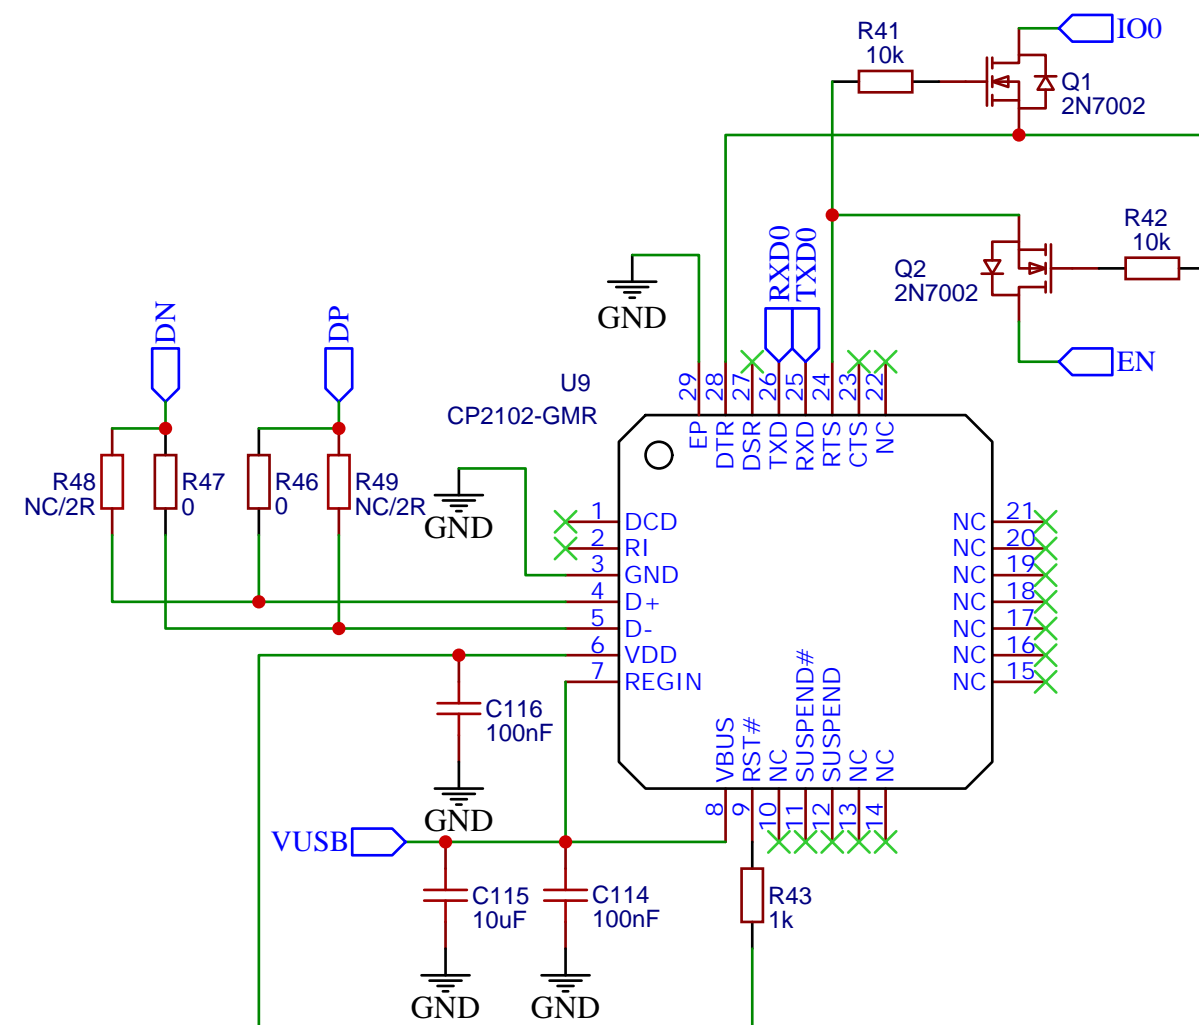 R41
10k
IO0
Q1
2N7002
R42
10k
Q2
2N7002
EN
RXD0
TXD0
GND
DN
DP
U9
CP2102-GMR
29
28
27
26
25
24
23
22
EP
DTR
DSR
TXD
RXD
RTS
CTS
NC
R48
NC/2R
R47
0
R46
0
R49
NC/2R
GND
1 DCD
2 RI
3 GND
4 D+
5 D-
6 VDD
7 REGIN
NC 21
NC 20
NC 19
NC 18
NC 17
NC 16
NC 15
C116
100nF
GND
VBUS
RST#
NC
SUSPEND#
SUSPEND
NC
NC
8
9
10
11
12
13
14
VUSB
C115
10uF
C114
100nF
R43
1k
GND
GND